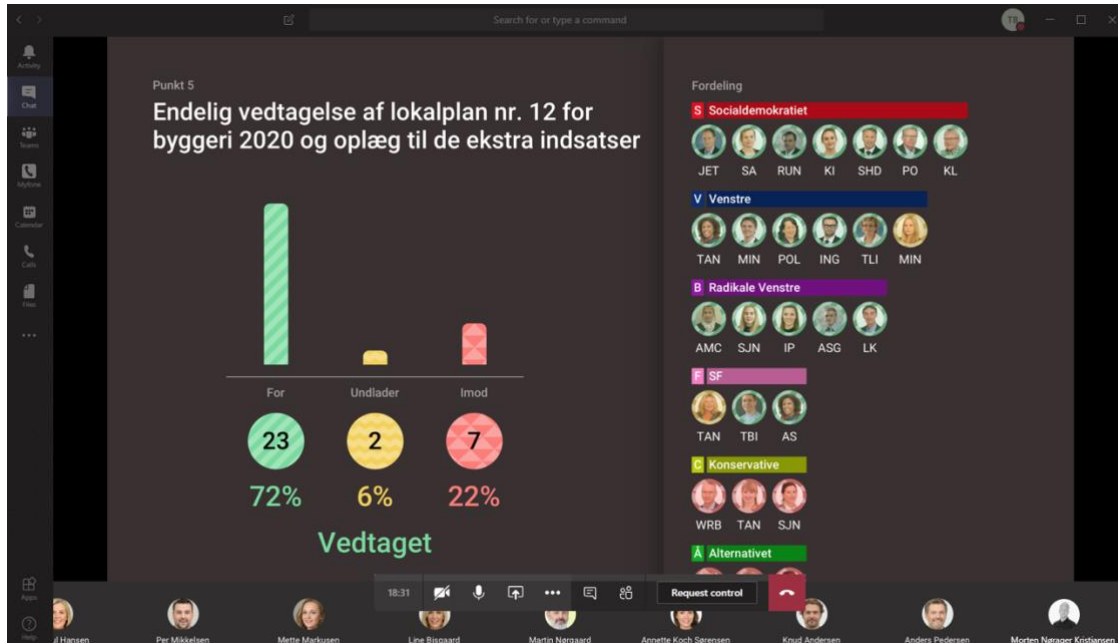 Search for or type a command
TB
Activity
Chat
Teams
Myfone
Calendar
Calls
Files
Apps
Help
Punkt 5
Endelig vedtagelse af lokalplan nr. 12 for
byggeri 2020 og oplæg til de ekstra indsatser
For Undlader Imod
23 2 7
72% 6% 22%
Vedtaget
Fordeling
S Socialdemokratiet
JET SA RUN KI SHD PO KL
V Venstre
TAN MIN POL ING TLI MIN
B Radikale Venstre
AMC SJN IP ASG LK
F SF
TAN TBI AS
C Konservative
WRB TAN SJN
Å Alternativet
18:31 Request control
ul Hansen Per Mikkelsen Mette Markusen Line Bisgaard Martin Nørgaard Annette Koch Sørensen Knud Andersen Anders Pedersen Morten Nørager Kristiansen